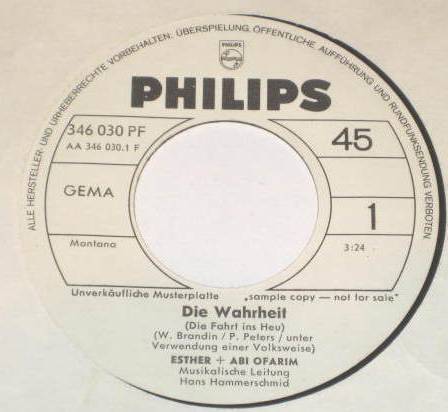 ALLE HERSTELLER- UND URHEBERRECHTE VORBEHALTEN. ÜBERSPIELUNG, ÖFFENTLICHE AUFFÜHRUNG UND RUNDFUNKSENDUNG VERBOTEN
PHILIPS
PHILIPS
346 030 PF
AA 346 030.1 F
45
GEMA
1
Montana
3:24
Unverkäufliche Musterplatte „sample copy — not for sale"
Die Wahrheit
(Die Fahrt ins Heu)
(W. Brandin / P. Peters / unter
Verwendung einer Volksweise)
ESTHER + ABI OFARIM
Musikalische Leitung
Hans Hammerschmid